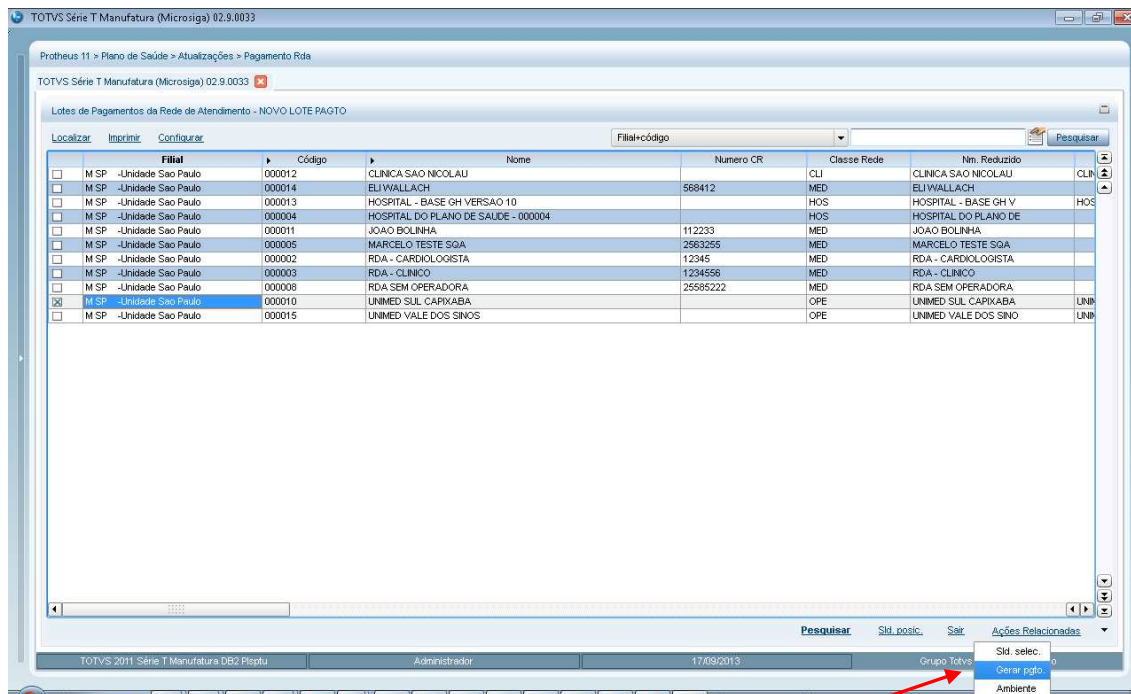 TOTVS Série T Manufatura (Microsiga) 02.9.0033
Protheus 11 > Plano de Saúde > Atualizações > Pagamento Rda
TOTVS Série T Manufatura (Microsiga) 02.9.0033
Lotes de Pagamentos da Rede de Atendimento - NOVO LOTE PAGTO
Localizar Imprimir Configurar Filial+código Pesquisar
Filial Código Nome Numero CR Classe Rede Nm. Reduzido
M SP -Unidade Sao Paulo 000012 CLINICA SAO NICOLAU CLI CLINICA SAO NICOLAU CLIN
M SP -Unidade Sao Paulo 000014 ELI WALLACH 568412 MED ELI WALLACH
M SP -Unidade Sao Paulo 000013 HOSPITAL - BASE GH VERSAO 10 HOS HOSPITAL - BASE GH V HOS
M SP -Unidade Sao Paulo 000004 HOSPITAL DO PLANO DE SAUDE - 000004 HOS HOSPITAL DO PLANO DE
M SP -Unidade Sao Paulo 000011 JOAO BOLINHA 112233 MED JOAO BOLINHA
M SP -Unidade Sao Paulo 000005 MARCELO TESTE SQA 2563255 MED MARCELO TESTE SQA
M SP -Unidade Sao Paulo 000002 RDA - CARDIOLOGISTA 12345 MED RDA - CARDIOLOGISTA
M SP -Unidade Sao Paulo 000003 RDA - CLINICO 1234556 MED RDA - CLINICO
M SP -Unidade Sao Paulo 000008 RDA SEM OPERADORA 25585222 MED RDA SEM OPERADORA
M SP -Unidade Sao Paulo 000010 UNIMED SUL CAPIXABA OPE UNIMED SUL CAPIXABA UNIM
M SP -Unidade Sao Paulo 000015 UNIMED VALE DOS SINOS OPE UNIMED VALE DOS SINO UNIM
Pesquisar Sld. posic. Sair Ações Relacionadas
Sld. selec.
TOTVS 2011 Série T Manufatura DB2 Plsptu Administrador 17/09/2013 Grupo Totvs
Gerar pgto.
Ambiente